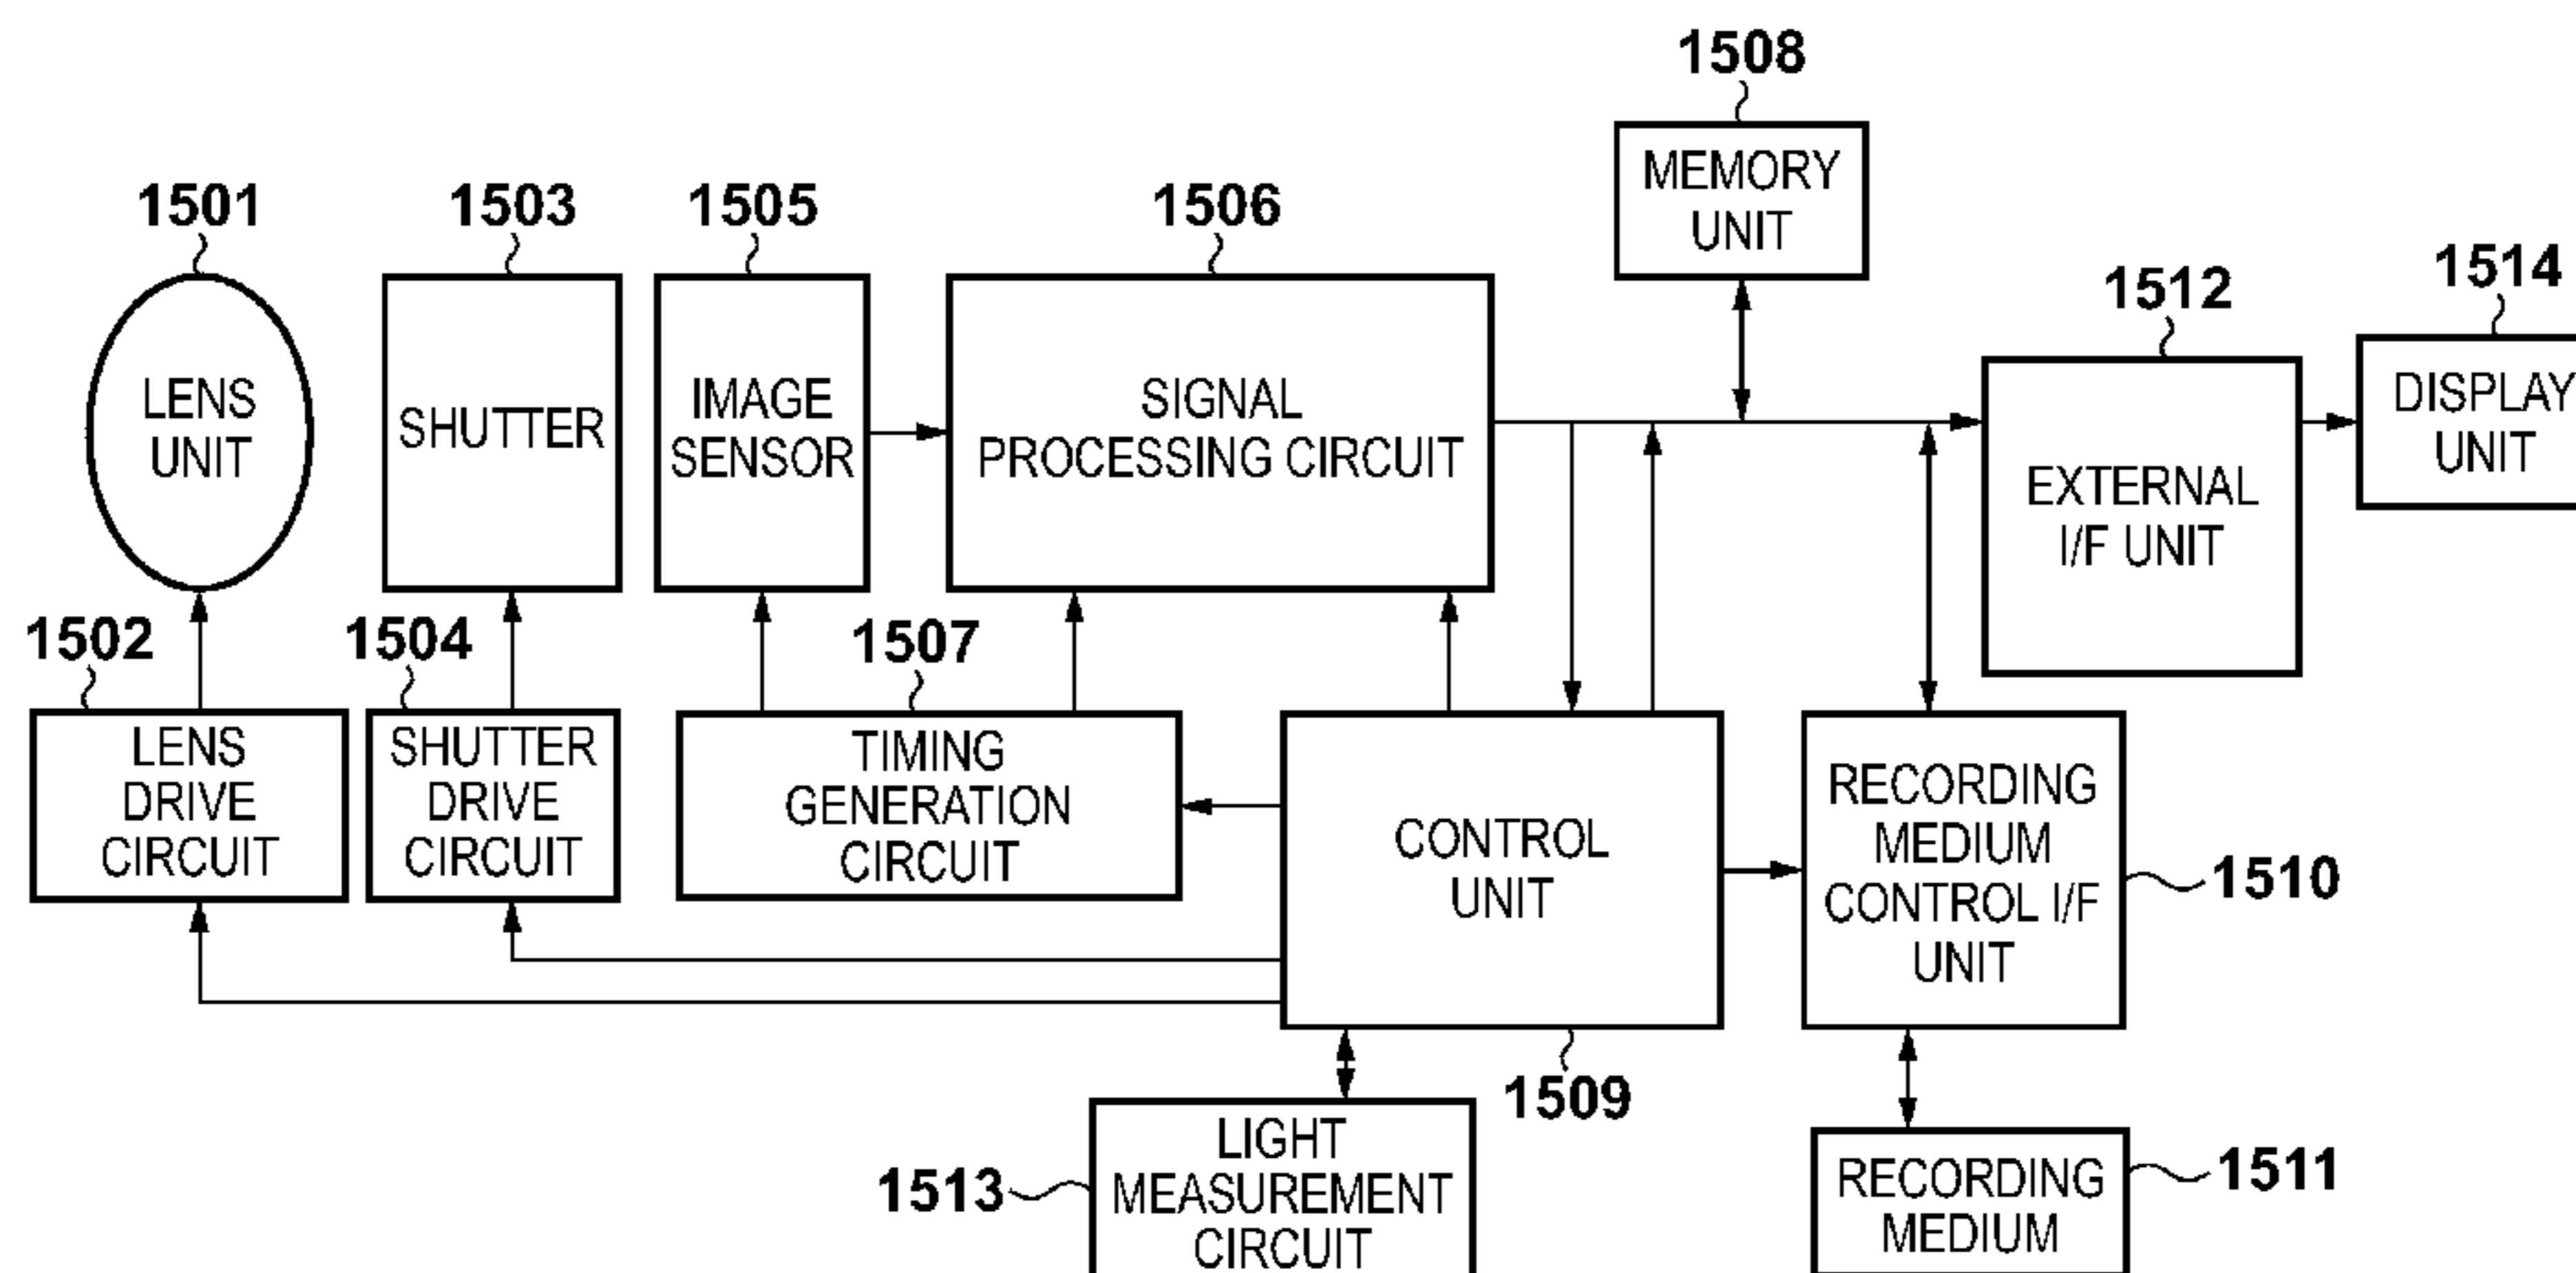 1508
MEMORY
UNIT
1501
1503
1505
1506
1512
1514
LENS
UNIT
SHUTTER
IMAGE
SENSOR
SIGNAL
PROCESSING CIRCUIT
EXTERNAL
I/F UNIT
DISPLAY
UNIT
1502
1504
1507
LENS
DRIVE
CIRCUIT
SHUTTER
DRIVE
CIRCUIT
TIMING
GENERATION
CIRCUIT
CONTROL
UNIT
RECORDING
MEDIUM
CONTROL I/F
UNIT
1510
1509
1513
LIGHT
MEASUREMENT
CIRCUIT
RECORDING
MEDIUM
1511